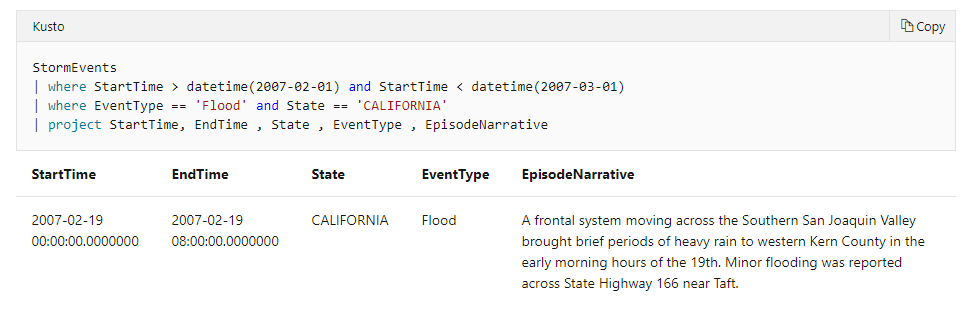 Kusto
Copy
StormEvents
| where StartTime > datetime(2007-02-01) and StartTime < datetime(2007-03-01)
| where EventType == 'Flood' and State == 'CALIFORNIA'
| project StartTime, EndTime , State , EventType , EpisodeNarrative
StartTime EndTime State EventType EpisodeNarrative
2007-02-19 2007-02-19 CALIFORNIA Flood A frontal system moving across the Southern San Joaquin Valley
00:00:00.0000000 08:00:00.0000000 brought brief periods of heavy rain to western Kern County in the
early morning hours of the 19th. Minor flooding was reported
across State Highway 166 near Taft.